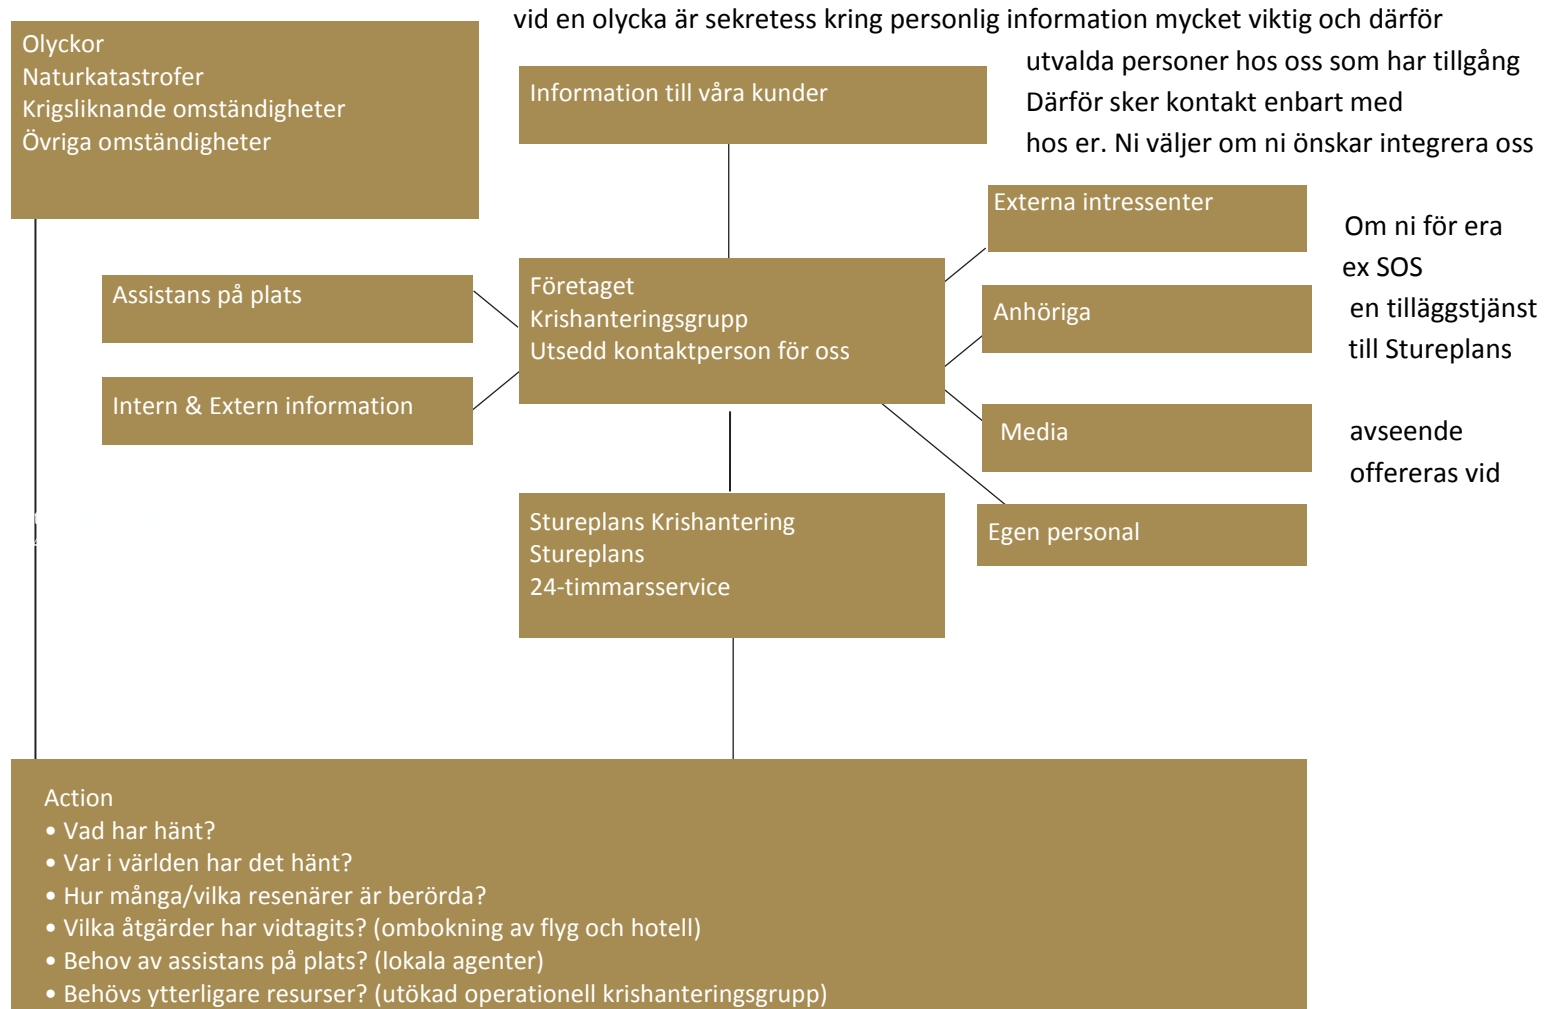 vid en olycka är sekretess kring personlig information mycket viktig och därför
utvalda personer hos oss som har tillgång
Därför sker kontakt enbart med
hos er. Ni väljer om ni önskar integrera oss
Olyckor
Naturkatastrofer
Krigsliknande omständigheter
Övriga omständigheter
Information till våra kunder
Externa intressenter
Om ni för era
ex SOS
en tilläggstjänst
till Stureplans
Assistans på plats
Företaget
Krishanteringsgrupp
Utsedd kontaktperson för oss
Anhöriga
Intern & Extern information
Media
avseende
offereras vid
Stureplans Krishantering
Stureplans
24-timmarsservice
Egen personal
Action
• Vad har hänt?
• Var i världen har det hänt?
• Hur många/vilka resenärer är berörda?
• Vilka åtgärder har vidtagits? (ombokning av flyg och hotell)
• Behov av assistans på plats? (lokala agenter)
• Behövs ytterligare resurser? (utökad operationell krishanteringsgrupp)